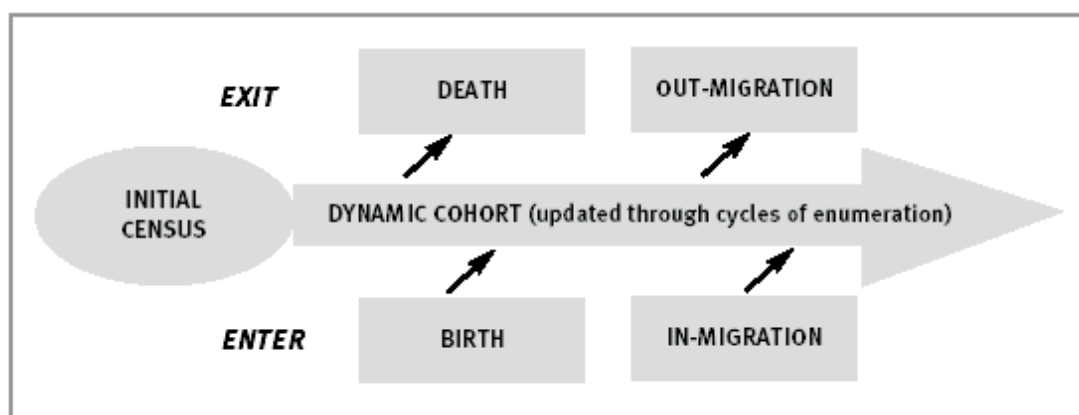 EXIT
DEATH
OUT-MIGRATION
INITIAL
CENSUS
DYNAMIC COHORT (updated through cycles of enumeration)
ENTER
BIRTH
IN-MIGRATION